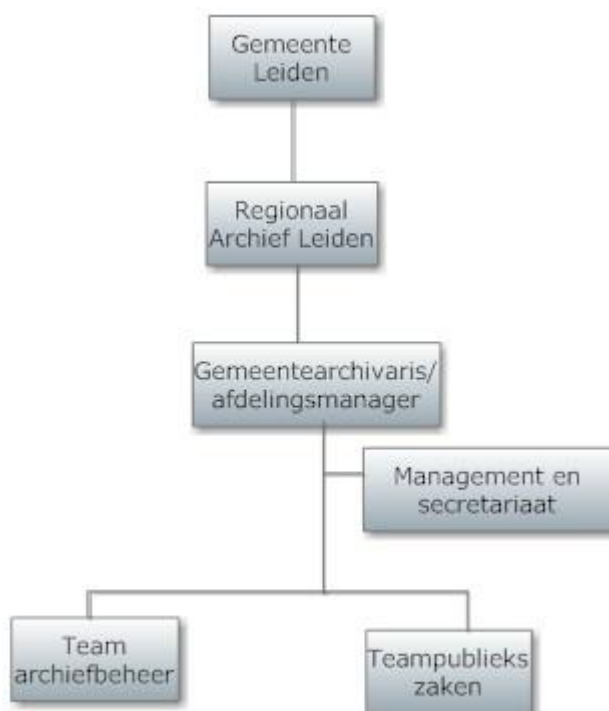 Gemeente
Leiden
Regionaal
Archief Leiden
Gemeentearchivaris/
afdelingsmanager
Management en
secretariaat
Team
archiefbeheer
Teampublieks
zaken